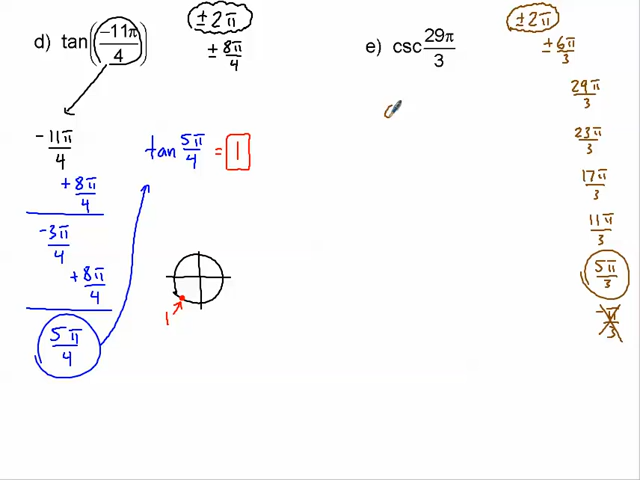 d) tan(-11π/4)
±2π
±8π/4
-11π/4
+8π/4
-3π/4
+8π/4
5π/4
tan 5π/4 = 1
1
e) csc 29π/3
±2π
±6π/3
29π/3
23π/3
17π/3
11π/3
5π/3
-π/3